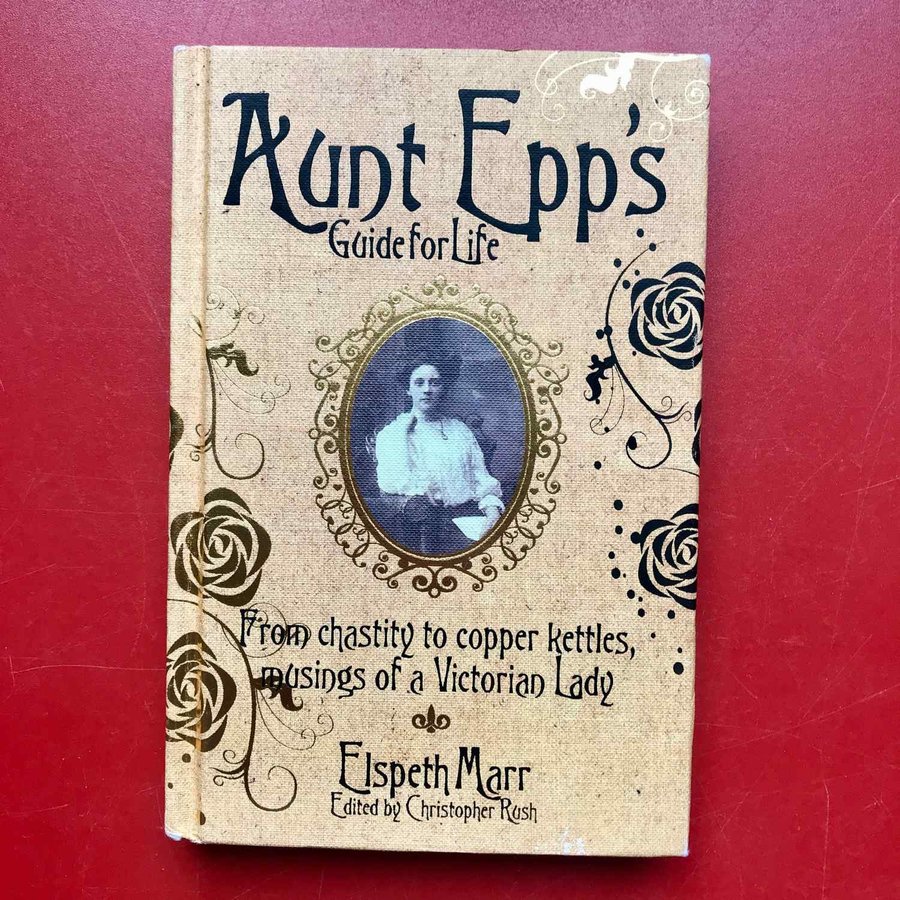 Aunt Epp's
Guide for Life
From chastity to copper kettles,
musings of a Victorian Lady
Elspeth Marr
Edited by Christopher Rush